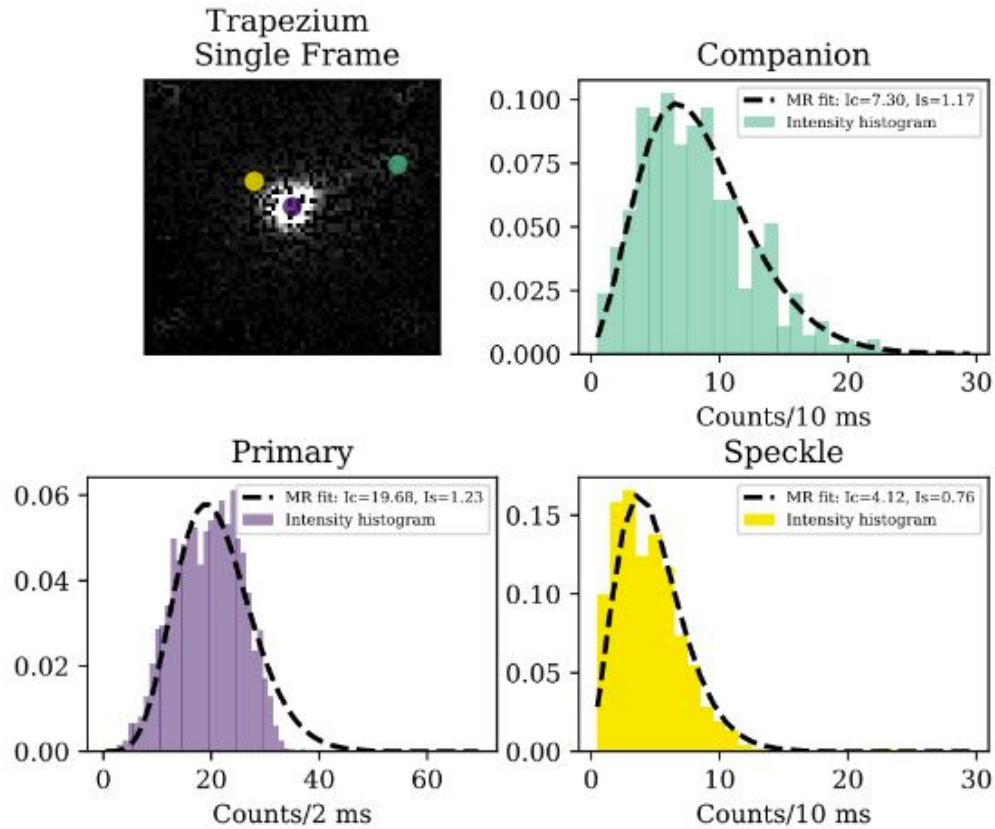 Trapezium
Single Frame
Companion
0.100
0.075
0.050
0.025
0.000
MR fit: Ic=7.30, Is=1.17
Intensity histogram
0
10
20
30
Counts/10 ms
Primary
0.06
0.04
0.02
0.00
MR fit: Ic=19.68, Is=1.23
Intensity histogram
0
20
40
60
Counts/2 ms
Speckle
0.15
0.10
0.05
0.00
MR fit: Ic=4.12, Is=0.76
Intensity histogram
0
10
20
30
Counts/10 ms